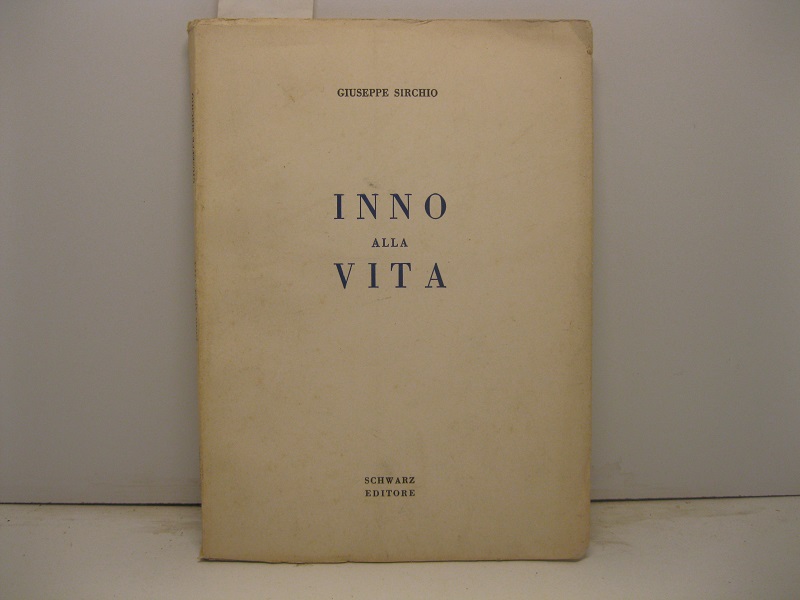 GIUSEPPE SIRCHIO
INNO
ALLA
VITA
SCHWARZ
EDITORE